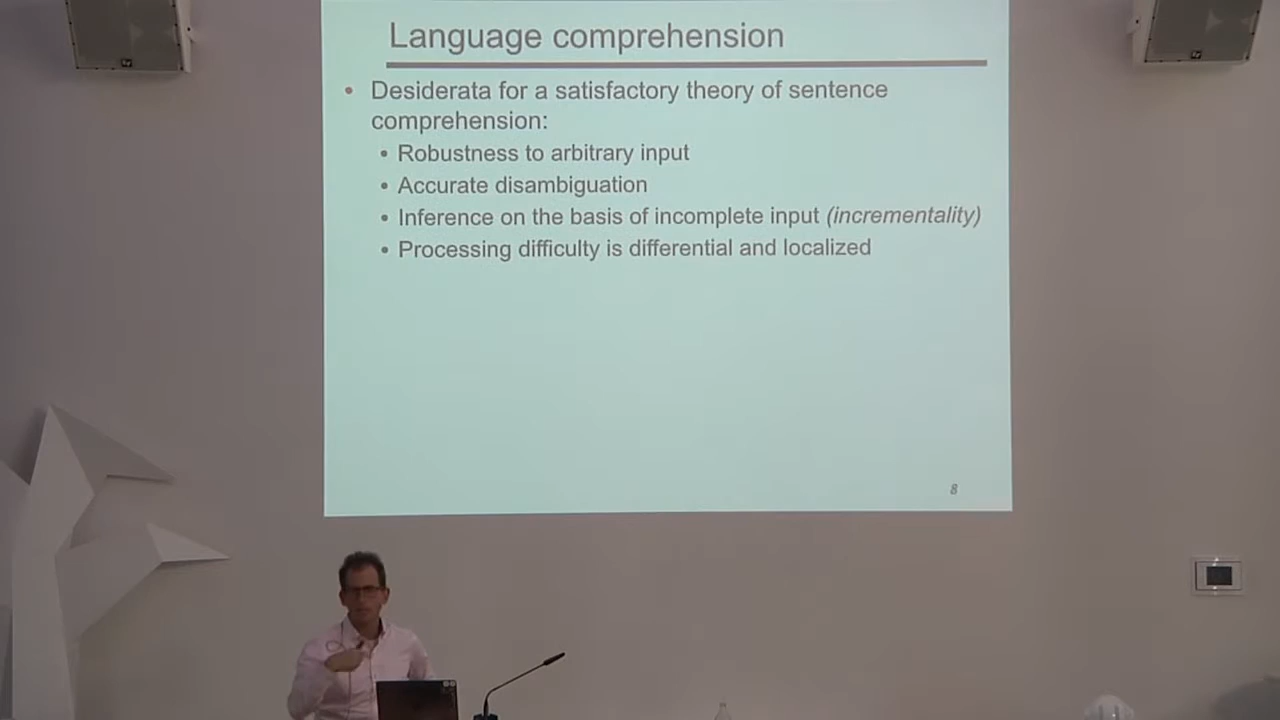 Language comprehension
• Desiderata for a satisfactory theory of sentence
comprehension:
• Robustness to arbitrary input
• Accurate disambiguation
• Inference on the basis of incomplete input (incrementality)
• Processing difficulty is differential and localized
8